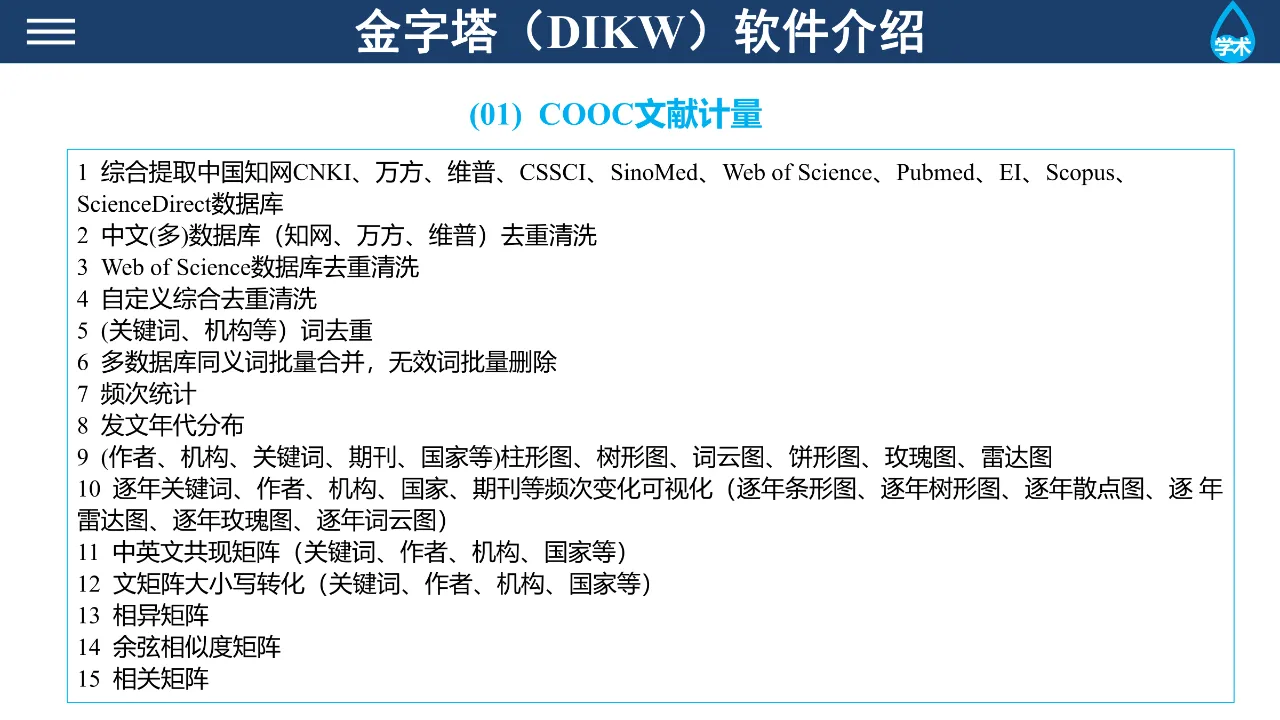 金字塔（DIKW）软件介绍
学术
(01) COOC文献计量
1 综合提取中国知网CNKI、万方、维普、CSSCI、SinoMed、Web of Science、Pubmed、EI、Scopus、
ScienceDirect数据库
2 中文(多)数据库（知网、万方、维普）去重清洗
3 Web of Science数据库去重清洗
4 自定义综合去重清洗
5 (关键词、机构等）词去重
6 多数据库同义词批量合并，无效词批量删除
7 频次统计
8 发文年代分布
9 (作者、机构、关键词、期刊、国家等)柱形图、树形图、词云图、饼形图、玫瑰图、雷达图
10 逐年关键词、作者、机构、国家、期刊等频次变化可视化（逐年条形图、逐年树形图、逐年散点图、逐 年
雷达图、逐年玫瑰图、逐年词云图）
11 中英文共现矩阵（关键词、作者、机构、国家等）
12 文矩阵大小写转化（关键词、作者、机构、国家等）
13 相异矩阵
14 余弦相似度矩阵
15 相关矩阵